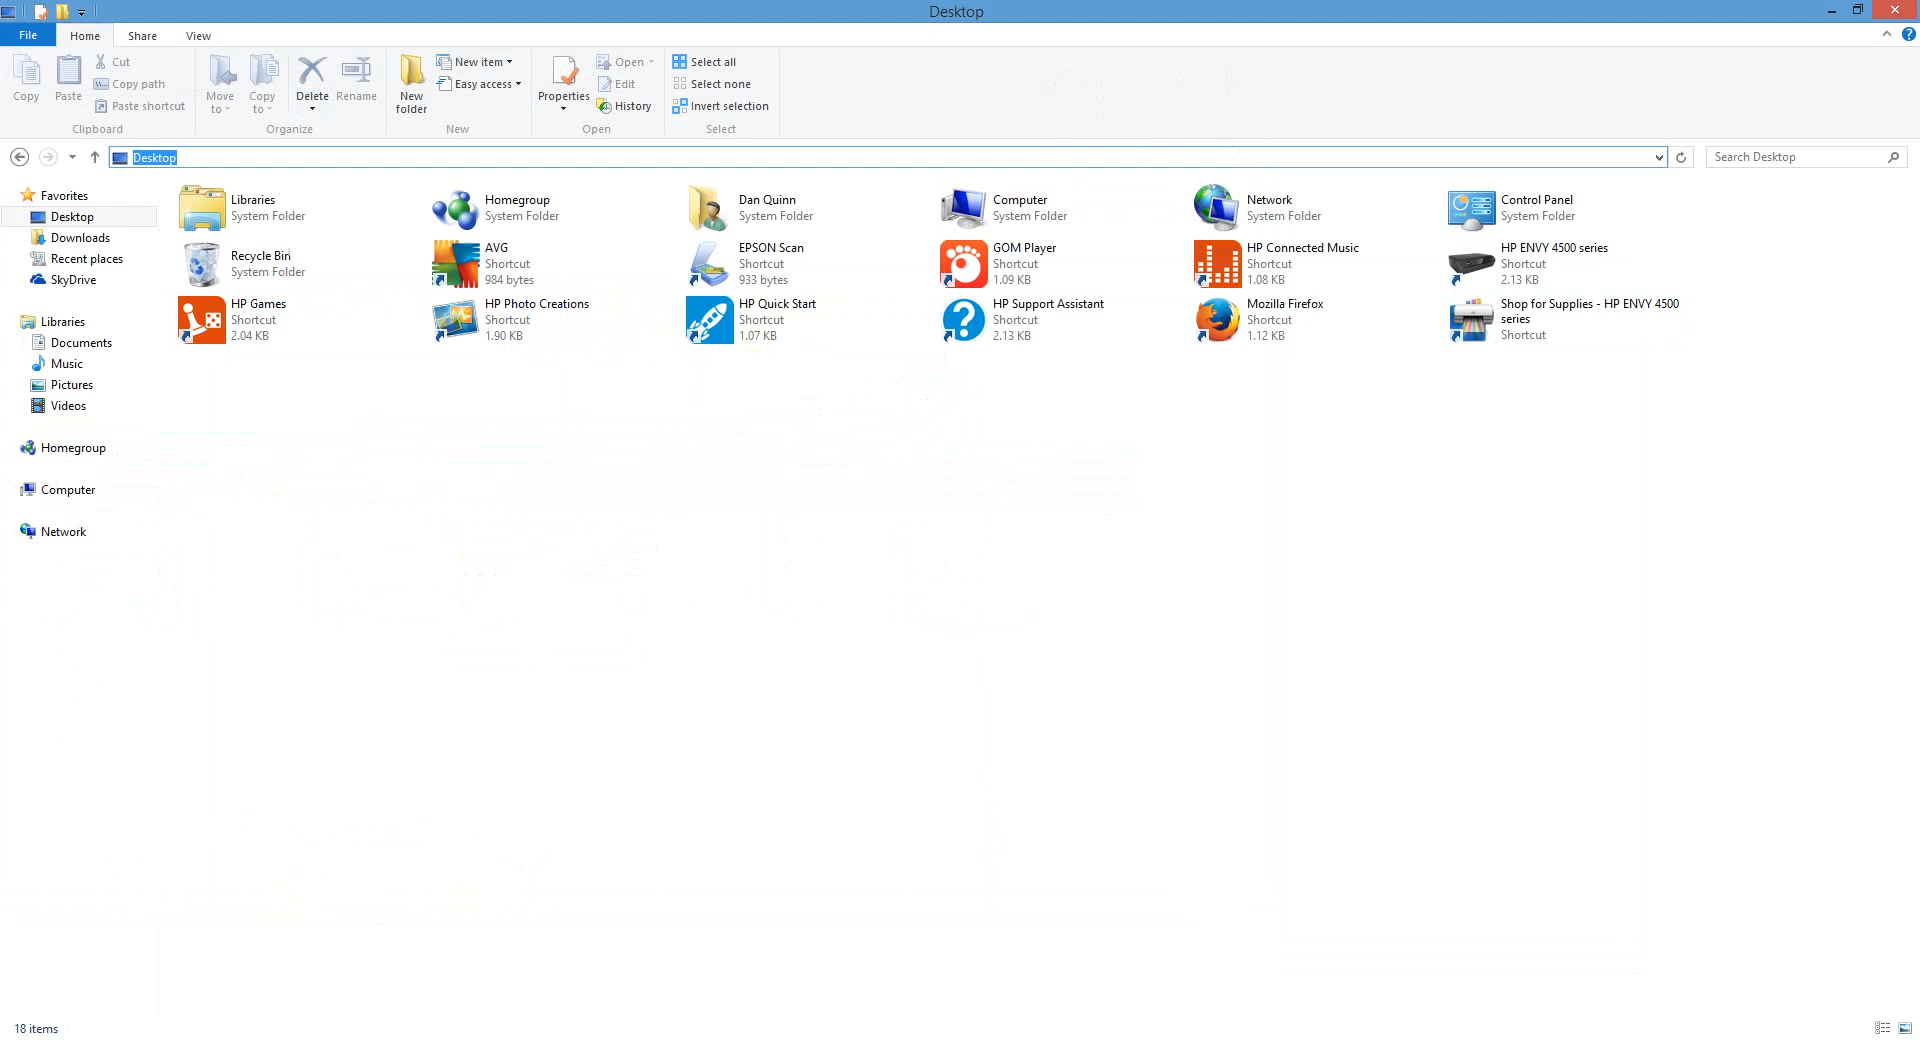 Desktop
File
Home
Share
View
Copy
Paste
Cut
Copy path
Paste shortcut
Clipboard
Move to
Copy to
Delete
Rename
Organize
New folder
New item
Easy access
New
Properties
Open
Edit
History
Open
Select all
Select none
Invert selection
Select
Desktop
Search Desktop
Favorites
Desktop
Downloads
Recent places
SkyDrive
Libraries
Documents
Music
Pictures
Videos
Homegroup
Computer
Network
Libraries
System Folder
Homegroup
System Folder
Dan Quinn
System Folder
Computer
System Folder
Network
System Folder
Control Panel
System Folder
Recycle Bin
System Folder
AVG
Shortcut
984 bytes
EPSON Scan
Shortcut
933 bytes
GOM Player
Shortcut
1.09 KB
HP Connected Music
Shortcut
1.08 KB
HP ENVY 4500 series
Shortcut
2.13 KB
HP Games
Shortcut
2.04 KB
HP Photo Creations
Shortcut
1.90 KB
HP Quick Start
Shortcut
1.07 KB
HP Support Assistant
Shortcut
2.13 KB
Mozilla Firefox
Shortcut
1.12 KB
Shop for Supplies - HP ENVY 4500
series
Shortcut
18 items